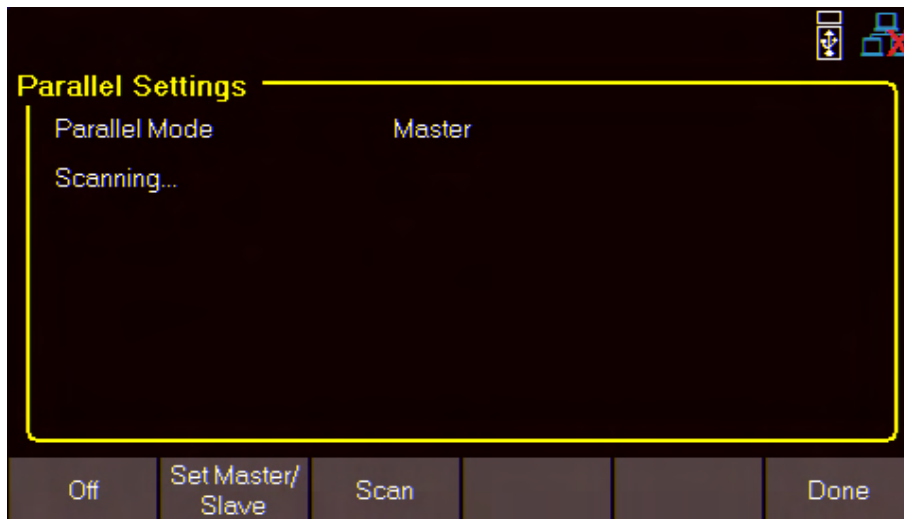 Parallel Settings
Parallel Mode Master
Scanning...
Off
Set Master/
Slave
Scan
Done